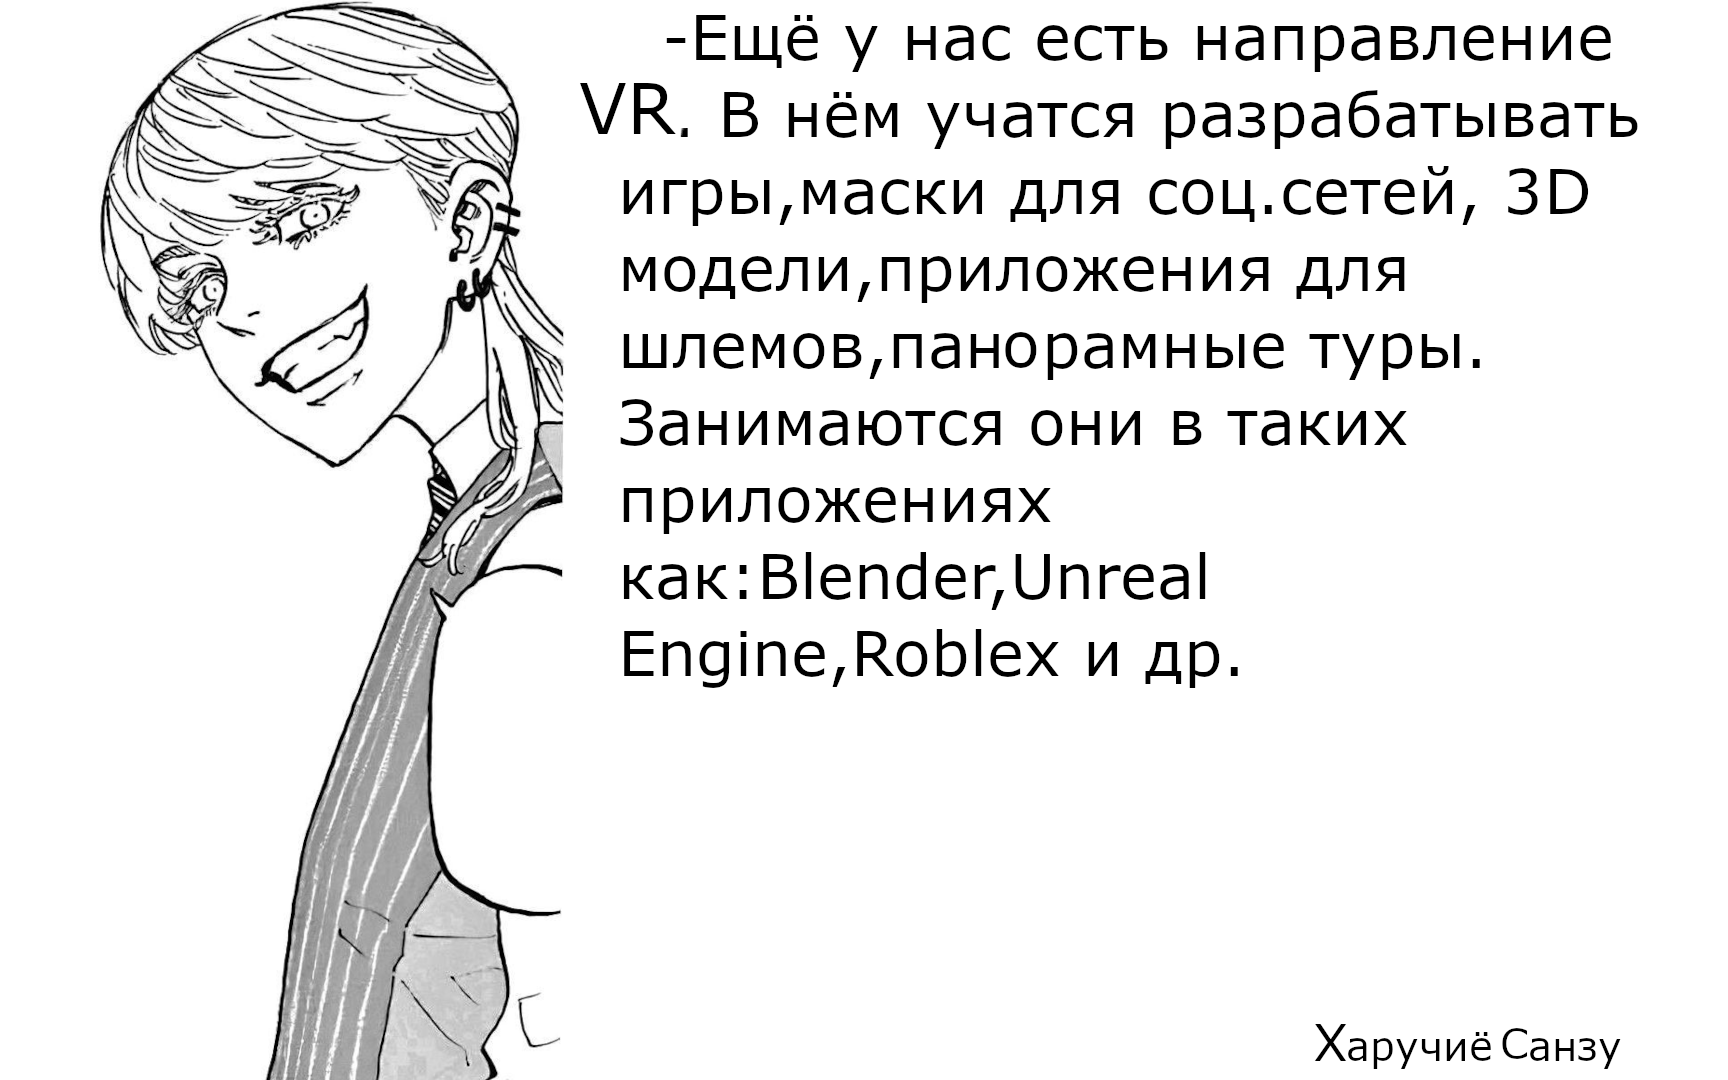 -Ещё у нас есть направление
VR. В нём учатся разрабатывать
игры,маски для соц.сетей, 3D
модели,приложения для
шлемов,панорамные туры.
Занимаются они в таких
приложениях
как:Blender,Unreal
Engine,Roblex и др.
Харучиё Санзу